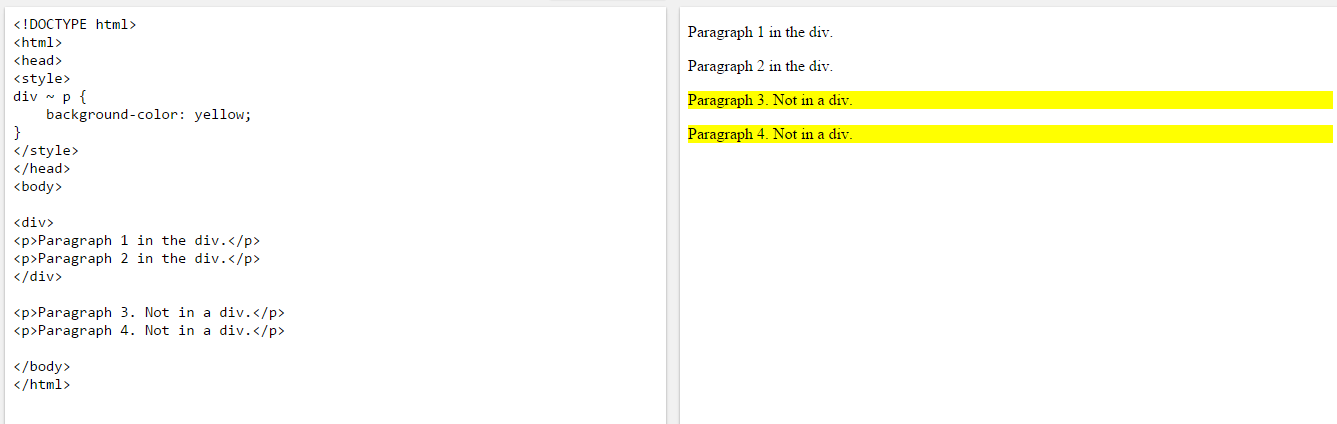 <!DOCTYPE html>
<html>
<head>
<style>
div ~ p {
    background-color: yellow;
}
</style>
</head>
<body>

<div>
<p>Paragraph 1 in the div.</p>
<p>Paragraph 2 in the div.</p>
</div>

<p>Paragraph 3. Not in a div.</p>
<p>Paragraph 4. Not in a div.</p>

</body>
</html>
Paragraph 1 in the div.
Paragraph 2 in the div.
Paragraph 3. Not in a div.
Paragraph 4. Not in a div.